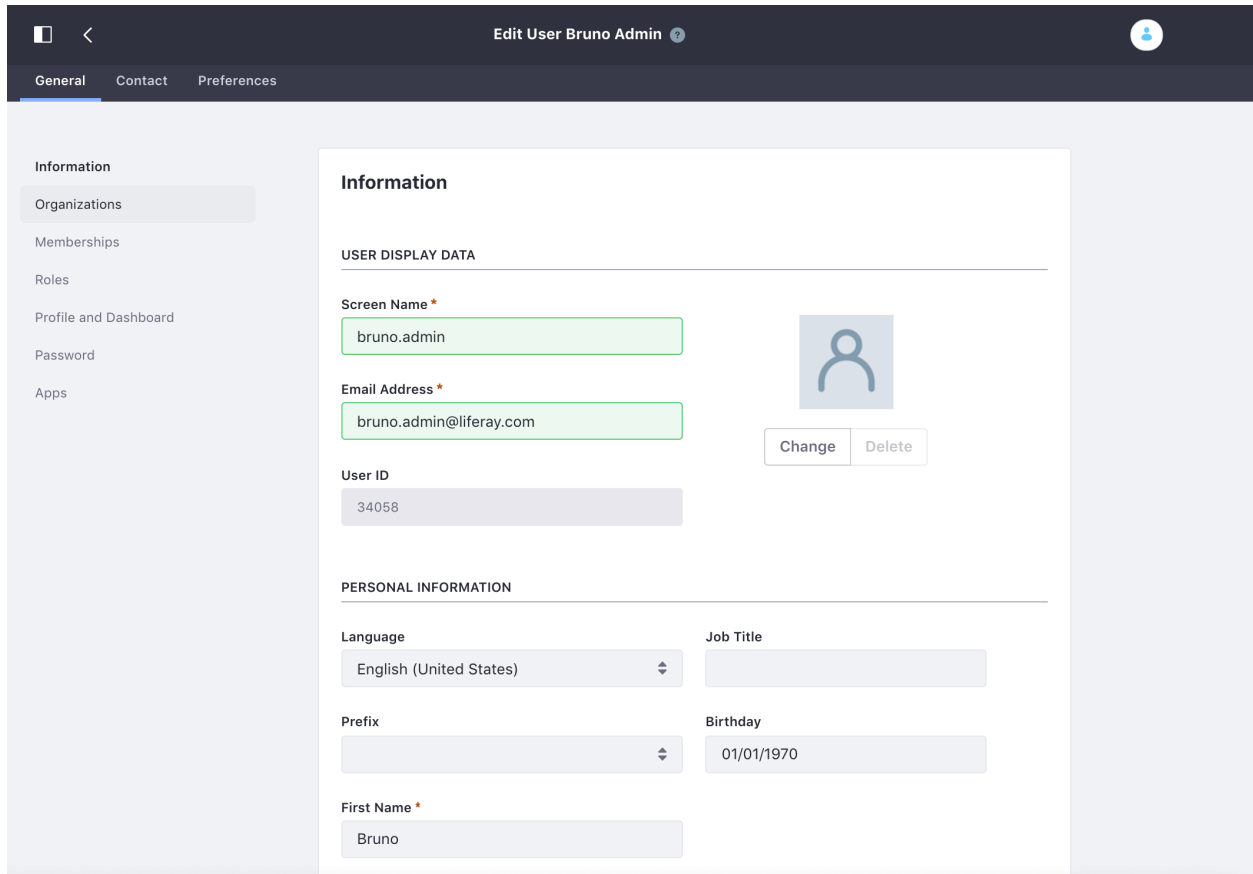 Edit User Bruno Admin ?
General Contact Preferences
Information
Organizations
Memberships
Roles
Profile and Dashboard
Password
Apps
Information
USER DISPLAY DATA
Screen Name *
bruno.admin
Email Address *
bruno.admin@liferay.com
Change Delete
User ID
34058
PERSONAL INFORMATION
Language Job Title
English (United States)
Prefix Birthday
01/01/1970
First Name *
Bruno